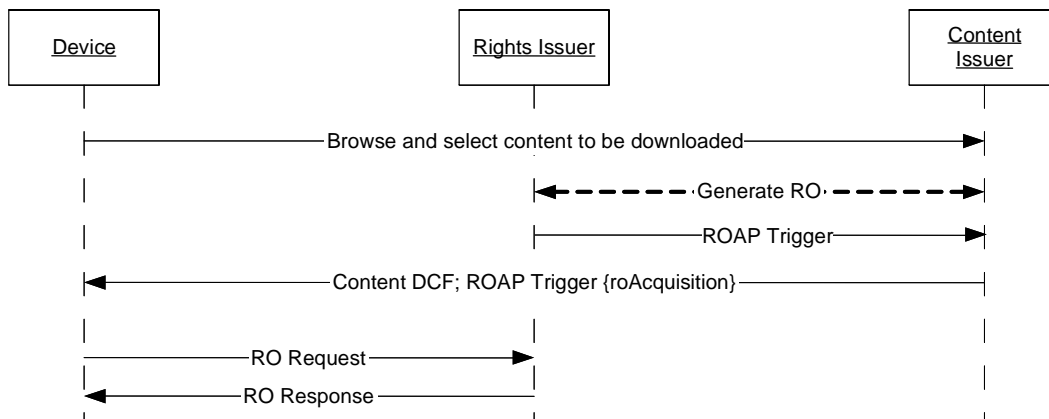 Device
Rights Issuer
Content
Issuer
Browse and select content to be downloaded
Generate RO
ROAP Trigger
Content DCF; ROAP Trigger {roAcquisition}
RO Request
RO Response